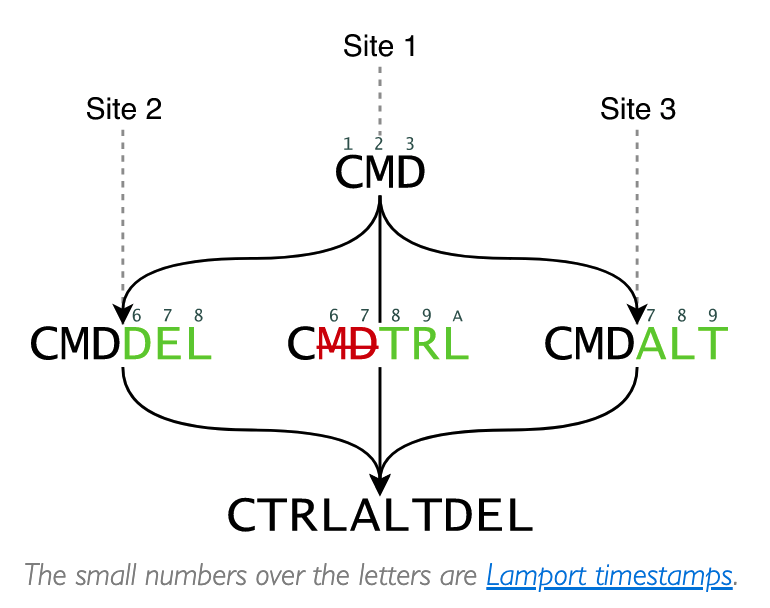 Site 1
Site 2
Site 3
1 2 3
CMD
6 7 8
6 7 8 9 A
7 8 9
CMDDEL
CMDTRL
CMDALT
CTRLALTDEL
The small numbers over the letters are Lamport timestamps.